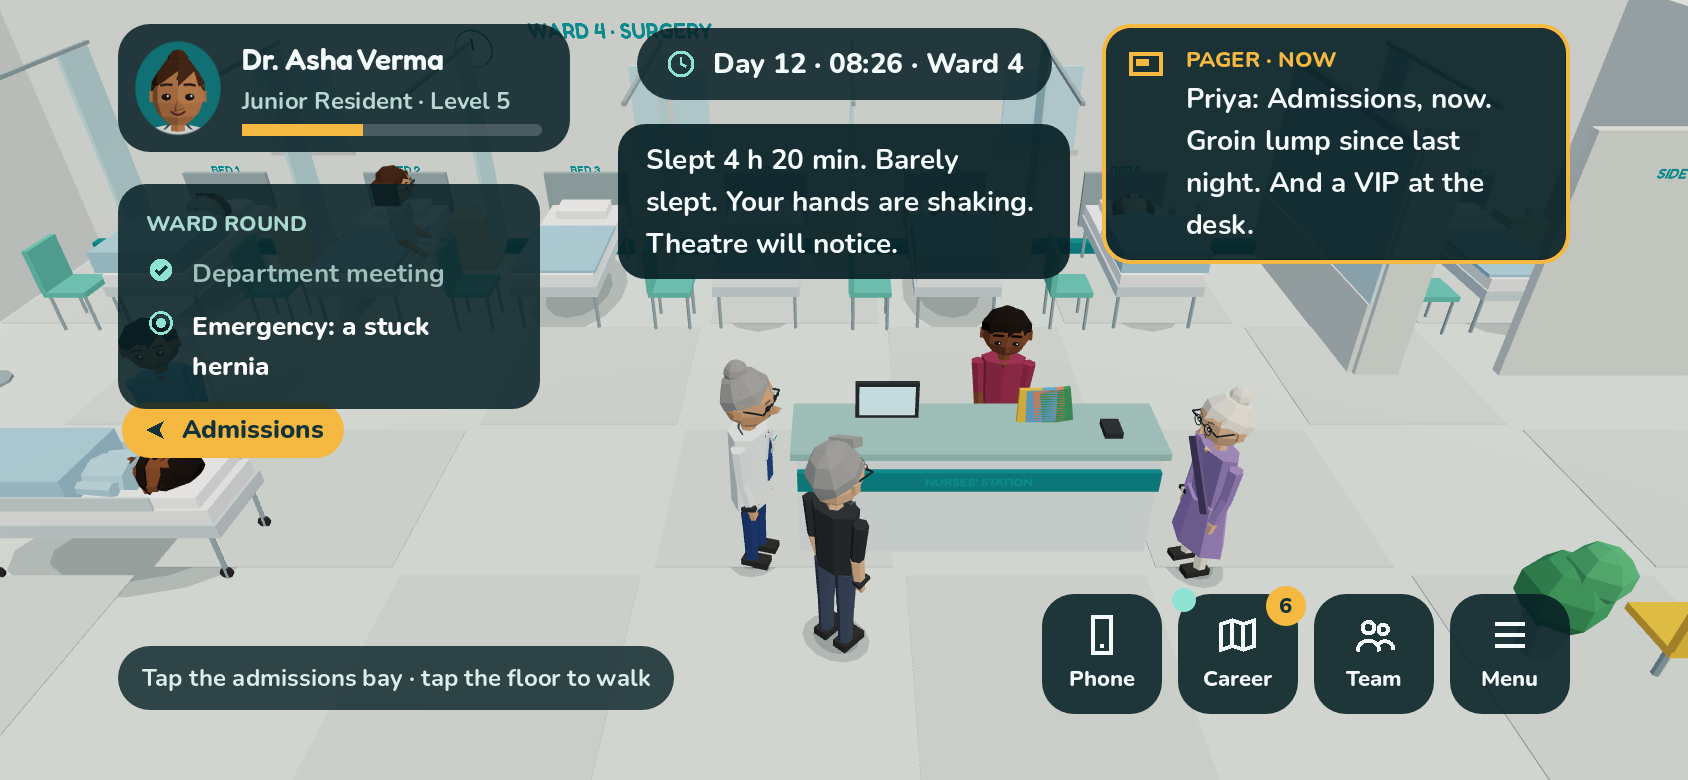 WARD 4 · SURGERY
Dr. Asha Verma
Junior Resident · Level 5
Day 12 · 08:26 · Ward 4
PAGER · NOW
Priya: Admissions, now.
Groin lump since last
night. And a VIP at the
desk.
Slept 4 h 20 min. Barely
slept. Your hands are shaking.
Theatre will notice.
BED 1
BED 2
BED 3
SIDE
WARD ROUND
Department meeting
Emergency: a stuck
hernia
Admissions
NURSES' STATION
Tap the admissions bay · tap the floor to walk
6
Phone
Career
Team
Menu